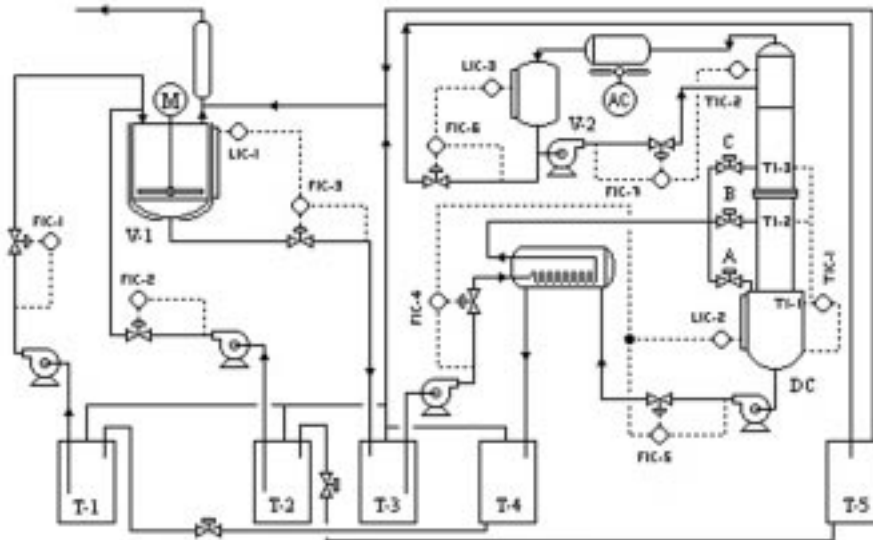 M
LIC-1
V-1
FIC-1
FIC-2
FIC-3
LIC-3
FIC-6
AC
V-2
TIC-2
FIC-7
C
TI-3
B
TI-2
A
TI-1
TIC-1
FIC-4
LIC-2
DC
FIC-5
T-1
T-2
T-3
T-4
T-5